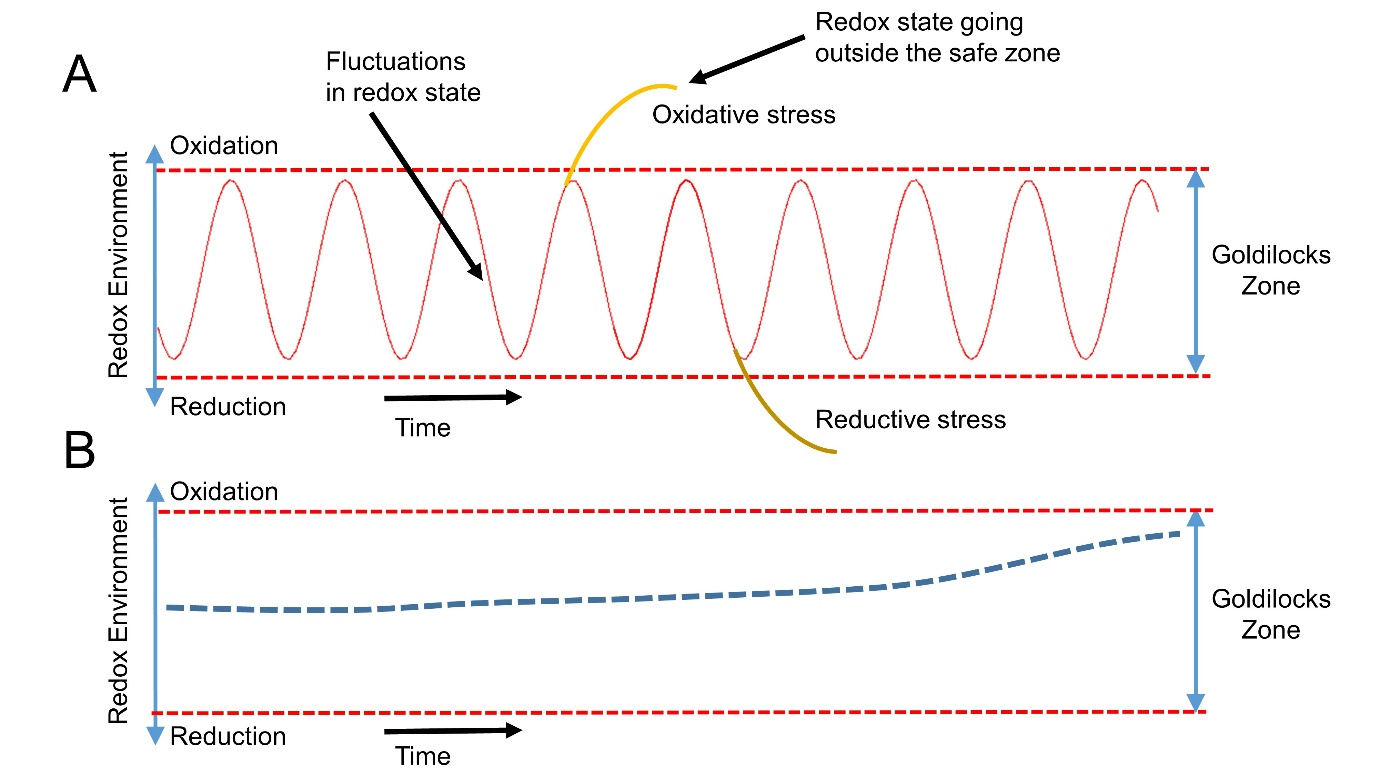 A
Fluctuations
in redox state
Redox state going
outside the safe zone
Oxidative stress
Oxidation
Redox Environment
Goldilocks
Zone
Reduction
Time
Reductive stress
B
Oxidation
Redox Environment
Goldilocks
Zone
Reduction
Time